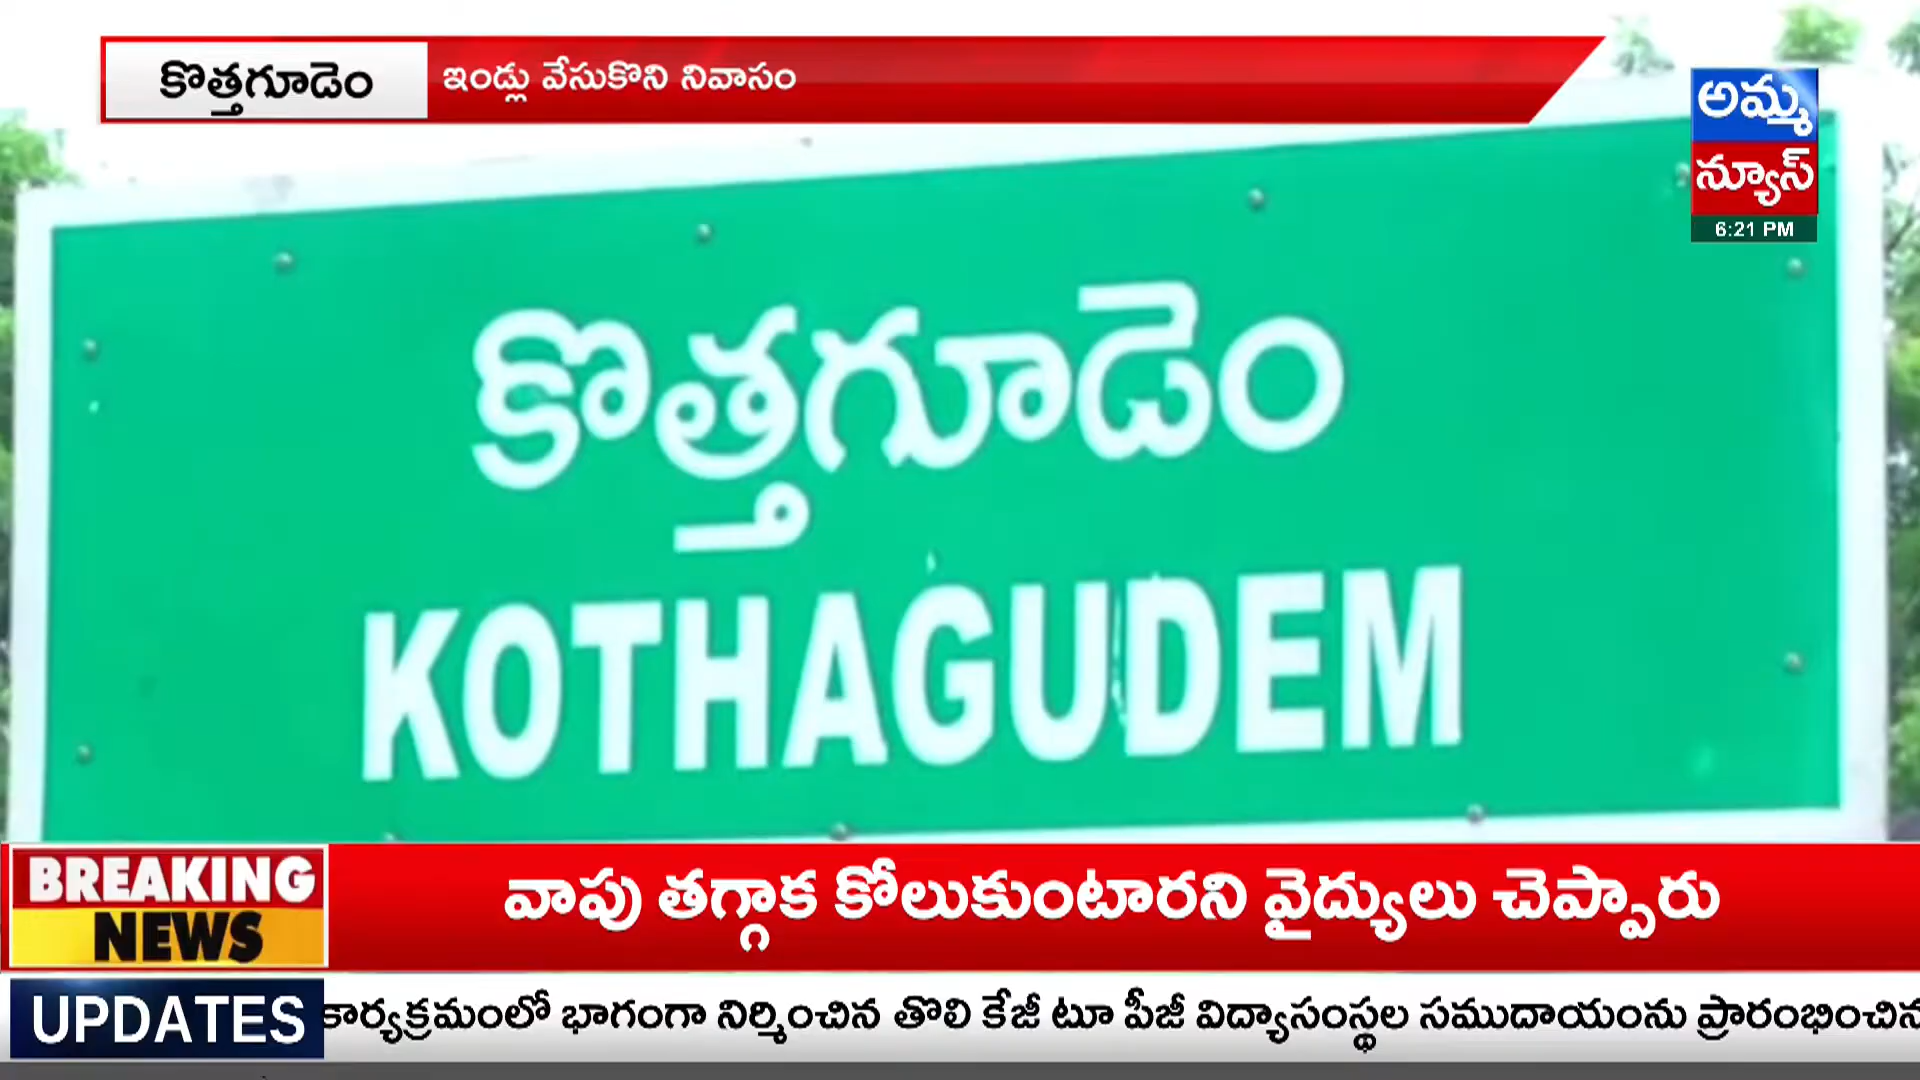 కొత్తగూడెం
ఇండ్లు వేసుకొని నివాసం
అమ్మ
న్యూస్
6:21 PM
కొత్తగూడెం
KOTHAGUDEM
BREAKING
NEWS
వాపు తగ్గాక కోలుకుంటారని వైద్యులు చెప్పారు
UPDATES
కార్యక్రమంలో భాగంగా నిర్మించిన తొలి కేజీ టూ పీజీ విద్యాసంస్థల సముదాయంను ప్రారంభించిన